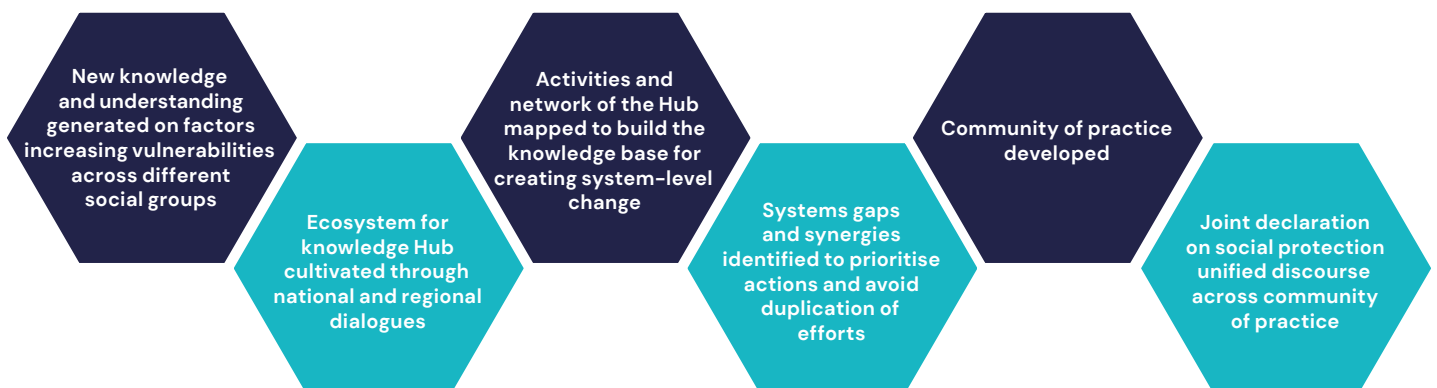 New knowledge
and understanding
generated on factors
increasing vulnerabilities
across different
social groups
Ecosystem for
knowledge Hub
cultivated through
national and regional
dialogues
Activities and
network of the Hub
mapped to build the
knowledge base for
creating system-level
change
Systems gaps
and synergies
identified to prioritise
actions and avoid
duplication of
efforts
Community of practice
developed
Joint declaration
on social protection
unified discourse
across community
of practice